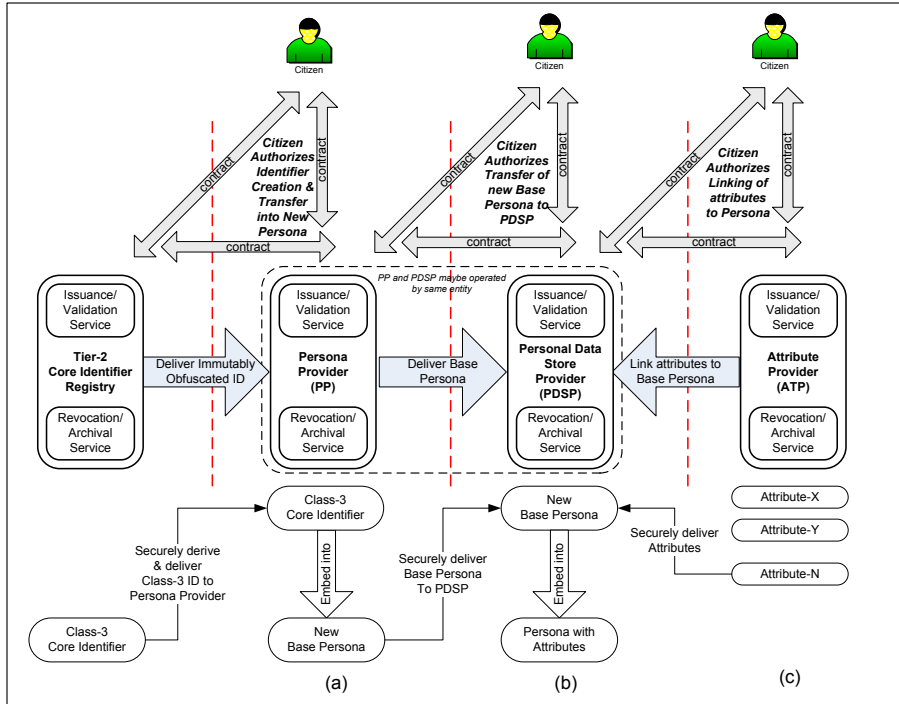 Citizen
Citizen
Citizen
contract
contract
Citizen
Authorizes
Identifier
Creation &
Transfer
into New
Persona
contract
contract
contract
Citizen
Authorizes
Transfer of
new Base
Persona to
PDSP
contract
contract
contract
Citizen
Authorizes
Linking of
attributes
to Persona
contract
PP and PDSP maybe operated
by same entity
Issuance/
Validation
Service
Tier-2
Core Identifier
Registry
Revocation/
Archival
Service
Deliver Immutably
Obfuscated ID
Issuance/
Validation
Service
Persona
Provider
(PP)
Revocation/
Archival
Service
Deliver Base
Persona
Issuance/
Validation
Service
Personal Data
Store
Provider
(PDSP)
Revocation/
Archival
Service
Link attributes to
Base Persona
Issuance/
Validation
Service
Attribute
Provider
(ATP)
Revocation/
Archival
Service
Class-3
Core Identifier
Securely derive
& deliver
Class-3 ID to
Persona Provider
Class-3
Core Identifier
Embed into
New
Base Persona
Securely deliver
Base Persona
To PDSP
New
Base Persona
Embed into
Persona with
Attributes
Securely deliver
Attributes
Attribute-X
Attribute-Y
Attribute-N
(a)
(b)
(c)